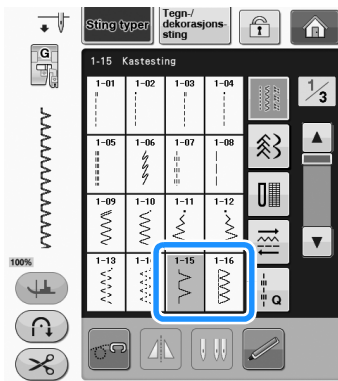 Sting typer
Tegn-/
dekorasjons-
sting
G
1-15 Kastesting
1/3
1-01 1-02 1-03 1-04
1-05 1-06 1-07 1-08
1-09 1-10 1-11 1-12
100%
1-13 1-15 1-16
Q